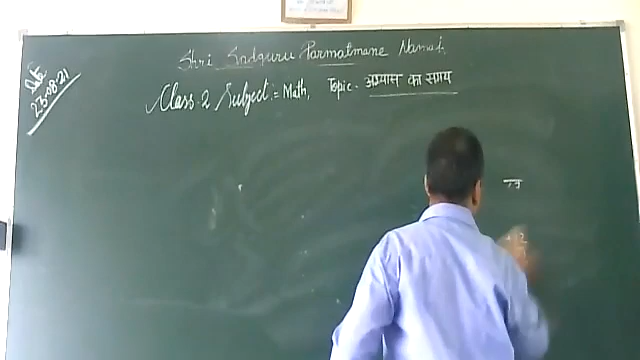 Shri Sadguru Parmatmane Namah
Date
23.08.21
Class-2 Subject = Math, Topic - अभ्यास का समय